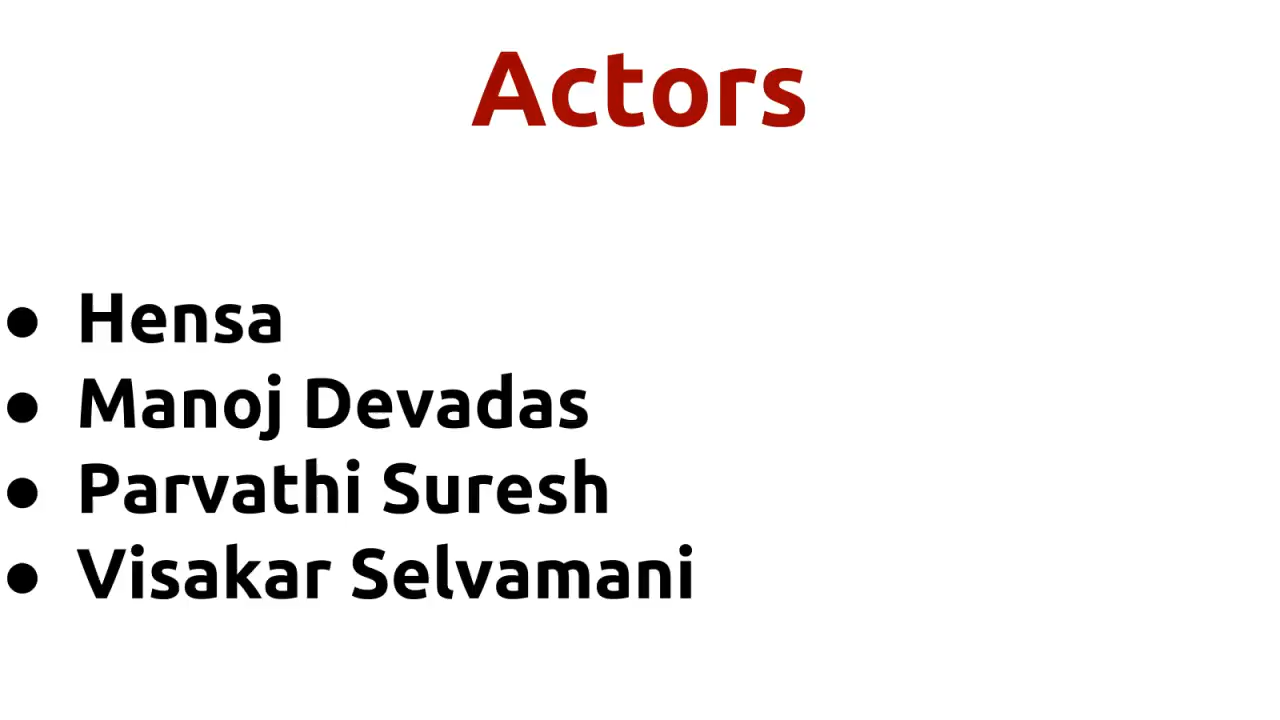 Actors
● Hensa
● Manoj Devadas
● Parvathi Suresh
● Visakar Selvamani